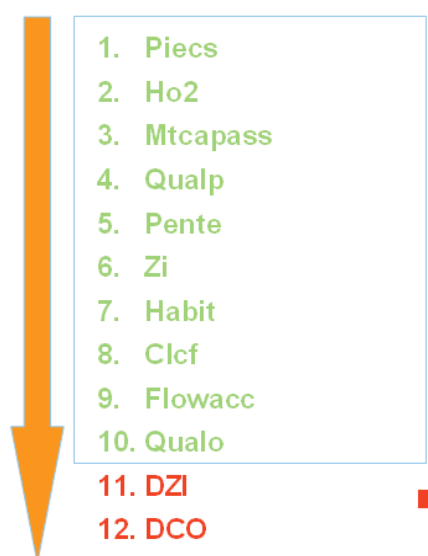 1. Piecs
2. Ho2
3. Mtcapass
4. Qualp
5. Pente
6. Zi
7. Habit
8. Clcf
9. Flowacc
10. Qualo
11. DZI
12. DCO